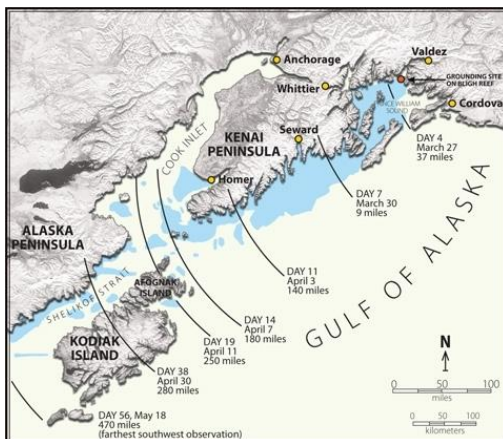 Anchorage
Valdez
Whittier
GROUNDING SITE
ON BLIGH REEF
PRINCE WILLIAM
SOUND
Cordova
COOK INLET
KENAI
PENINSULA
Seward
DAY 4
March 27
37 miles
Homer
DAY 7
March 30
9 miles
ALASKA
PENINSULA
DAY 11
April 3
140 miles
GULF OF ALASKA
SHELIKOF STRAIT
AFOGNAK
ISLAND
DAY 14
April 7
180 miles
DAY 19
April 11
250 miles
KODIAK
ISLAND
DAY 38
April 30
280 miles
DAY 56, May 18
470 miles
(farthest southwest observation)
N
0 50 100
miles
0 50 100
kilometers